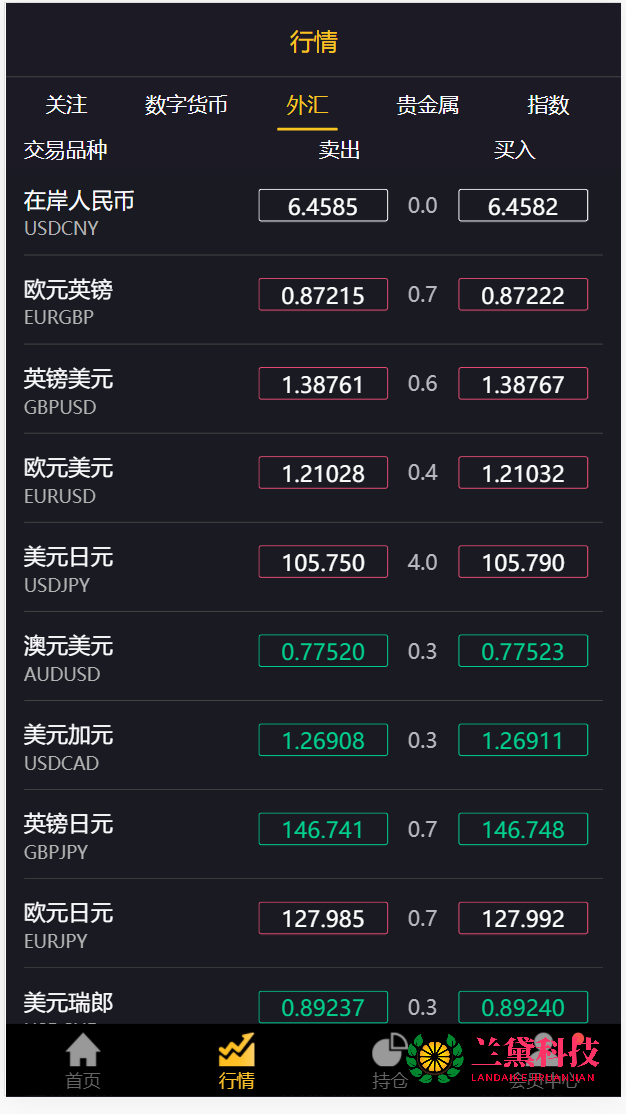 行情
关注 数字货币 外汇 贵金属 指数
交易品种 卖出 买入
在岸人民币 6.4585 0.0 6.4582
USDCNY
欧元英镑 0.87215 0.7 0.87222
EURGBP
英镑美元 1.38761 0.6 1.38767
GBPUSD
欧元美元 1.21028 0.4 1.21032
EURUSD
美元日元 105.750 4.0 105.790
USDJPY
澳元美元 0.77520 0.3 0.77523
AUDUSD
美元加元 1.26908 0.3 1.26911
USDCAD
英镑日元 146.741 0.7 146.748
GBPJPY
欧元日元 127.985 0.7 127.992
EURJPY
美元瑞郎 0.89237 0.3 0.89240
兰黛科技
首页 行情 持仓 会员中心